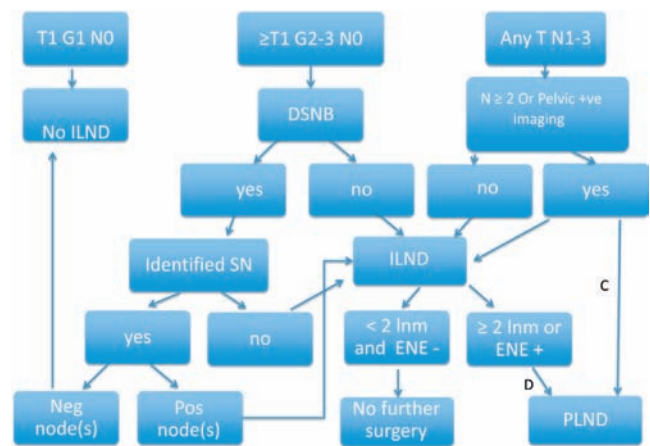 T1 G1 N0
≥T1 G2-3 N0
Any T N1-3
No ILND
DSNB
N ≥ 2 Or Pelvic +ve
imaging
yes
no
no
yes
Identified SN
ILND
C
yes
no
< 2 lnm
and ENE -
≥ 2 lnm or
ENE +
D
Neg
node(s)
Pos
node(s)
No further
surgery
PLND